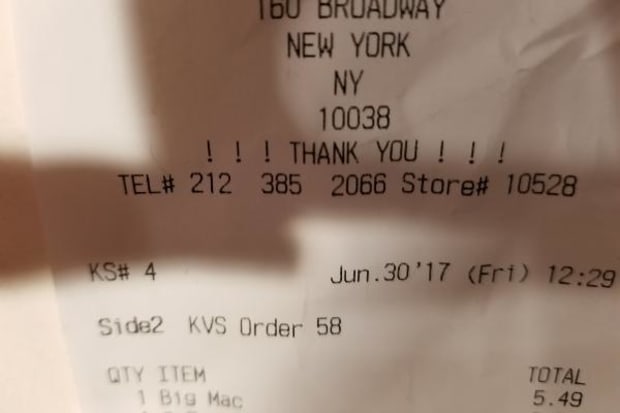 160 BROADWAY
NEW YORK
NY
10038
! ! ! THANK YOU ! ! !
TEL# 212 385 2066 Store# 10528
KS# 4 Jun.30'17 (Fri) 12:29
Side2 KVS Order 58
QTY ITEM TOTAL
1 Big Mac 5.49